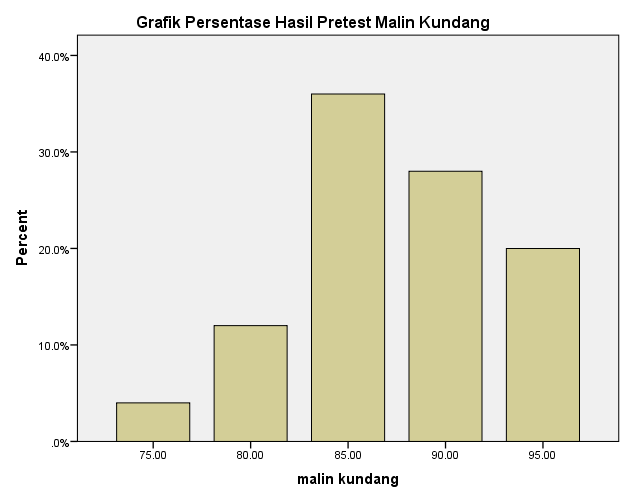 Grafik Persentase Hasil Pretest Malin Kundang
40.0%
30.0%
20.0%
10.0%
.0%
Percent
75.00 80.00 85.00 90.00 95.00
malin kundang